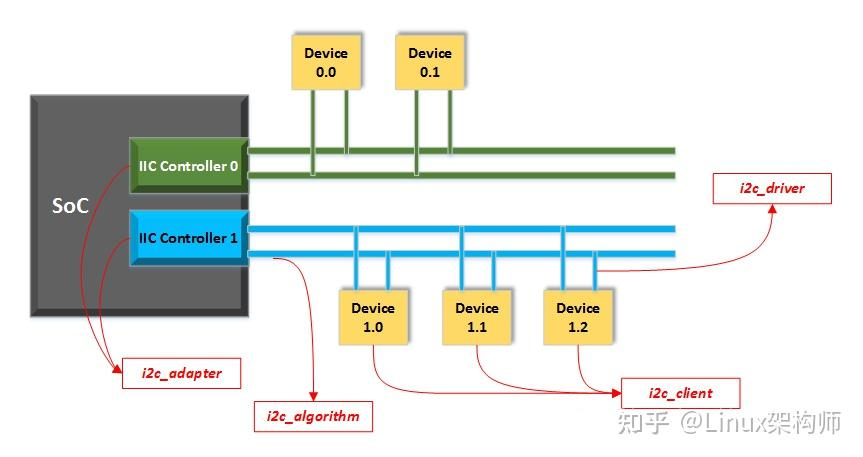 Device
0.0
Device
0.1
IIC Controller 0
SoC
i2c_driver
IIC Controller 1
Device
1.0
Device
1.1
Device
1.2
i2c_adapter
i2c_client
i2c_algorithm
知乎 @Linux架构师